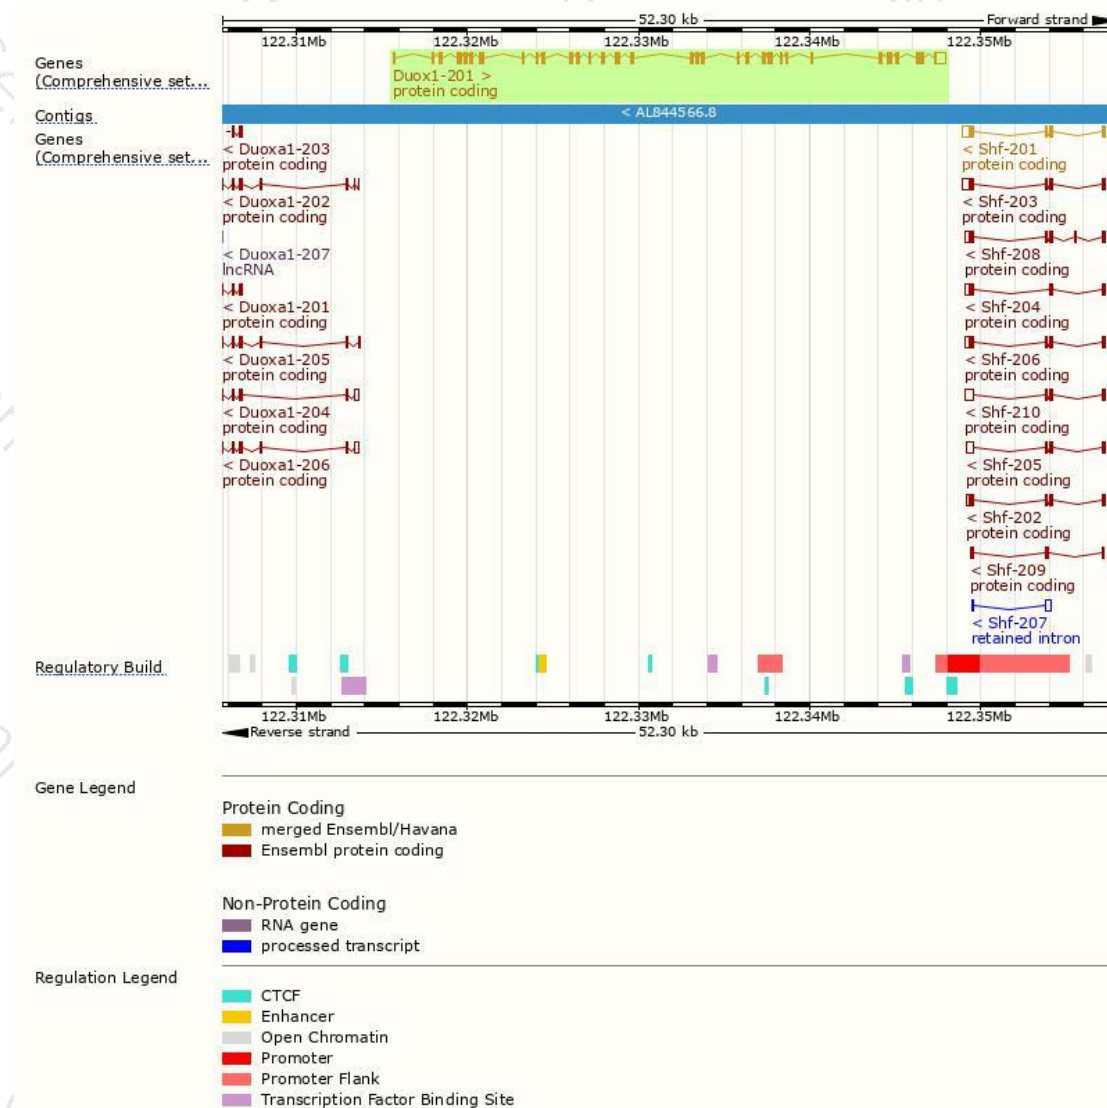 52.30 kb Forward strand
122.31Mb 122.32Mb 122.33Mb 122.34Mb 122.35Mb
Genes
(Comprehensive set...
Duox1-201 >
protein coding
Contigs
< AL844566.8
Genes
(Comprehensive set...
< Duoxa1-203
protein coding
< Duoxa1-202
protein coding
< Duoxa1-207
lncRNA
< Duoxa1-201
protein coding
< Duoxa1-205
protein coding
< Duoxa1-204
protein coding
< Duoxa1-206
protein coding
< Shf-201
protein coding
< Shf-203
protein coding
< Shf-208
protein coding
< Shf-204
protein coding
< Shf-206
protein coding
< Shf-210
protein coding
< Shf-205
protein coding
< Shf-202
protein coding
< Shf-209
protein coding
< Shf-207
retained intron
Regulatory Build
122.31Mb 122.32Mb 122.33Mb 122.34Mb 122.35Mb
Reverse strand 52.30 kb
Gene Legend
Protein Coding
merged Ensembl/Havana
Ensembl protein coding
Non-Protein Coding
RNA gene
processed transcript
Regulation Legend
CTCF
Enhancer
Open Chromatin
Promoter
Promoter Flank
Transcription Factor Binding Site